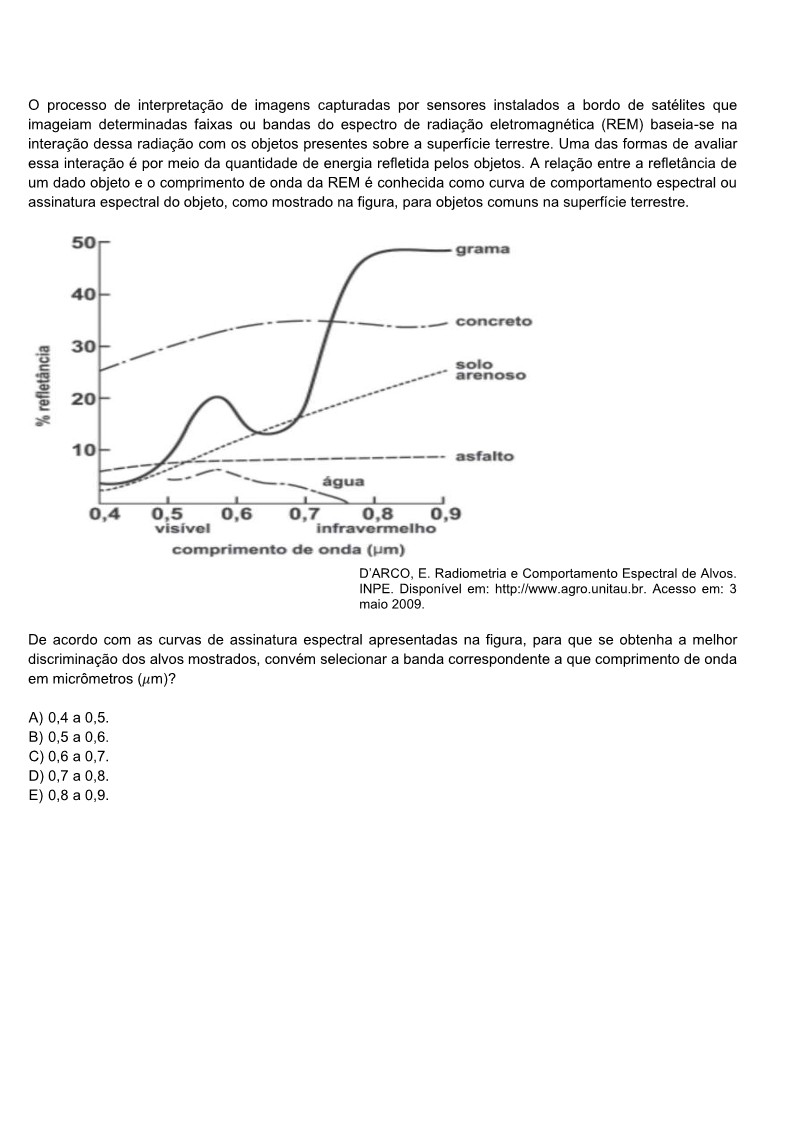 O processo de interpretação de imagens capturadas por sensores instalados a bordo de satélites que
imageiam determinadas faixas ou bandas do espectro de radiação eletromagnética (REM) baseia-se na
interação dessa radiação com os objetos presentes sobre a superfície terrestre. Uma das formas de avaliar
essa interação é por meio da quantidade de energia refletida pelos objetos. A relação entre a refletância de
um dado objeto e o comprimento de onda da REM é conhecida como curva de comportamento espectral ou
assinatura espectral do objeto, como mostrado na figura, para objetos comuns na superfície terrestre.
% refletância
50
40
30
20
10
grama
concreto
solo
arenoso
asfalto
água
0,4 0,5 0,6 0,7 0,8 0,9
visível infravermelho
comprimento de onda (μm)
D'ARCO, E. Radiometria e Comportamento Espectral de Alvos.
INPE. Disponível em: http://www.agro.unitau.br. Acesso em: 3
maio 2009.
De acordo com as curvas de assinatura espectral apresentadas na figura, para que se obtenha a melhor
discriminação dos alvos mostrados, convém selecionar a banda correspondente a que comprimento de onda
em micrômetros (μm)?
A) 0,4 a 0,5.
B) 0,5 a 0,6.
C) 0,6 a 0,7.
D) 0,7 a 0,8.
E) 0,8 a 0,9.